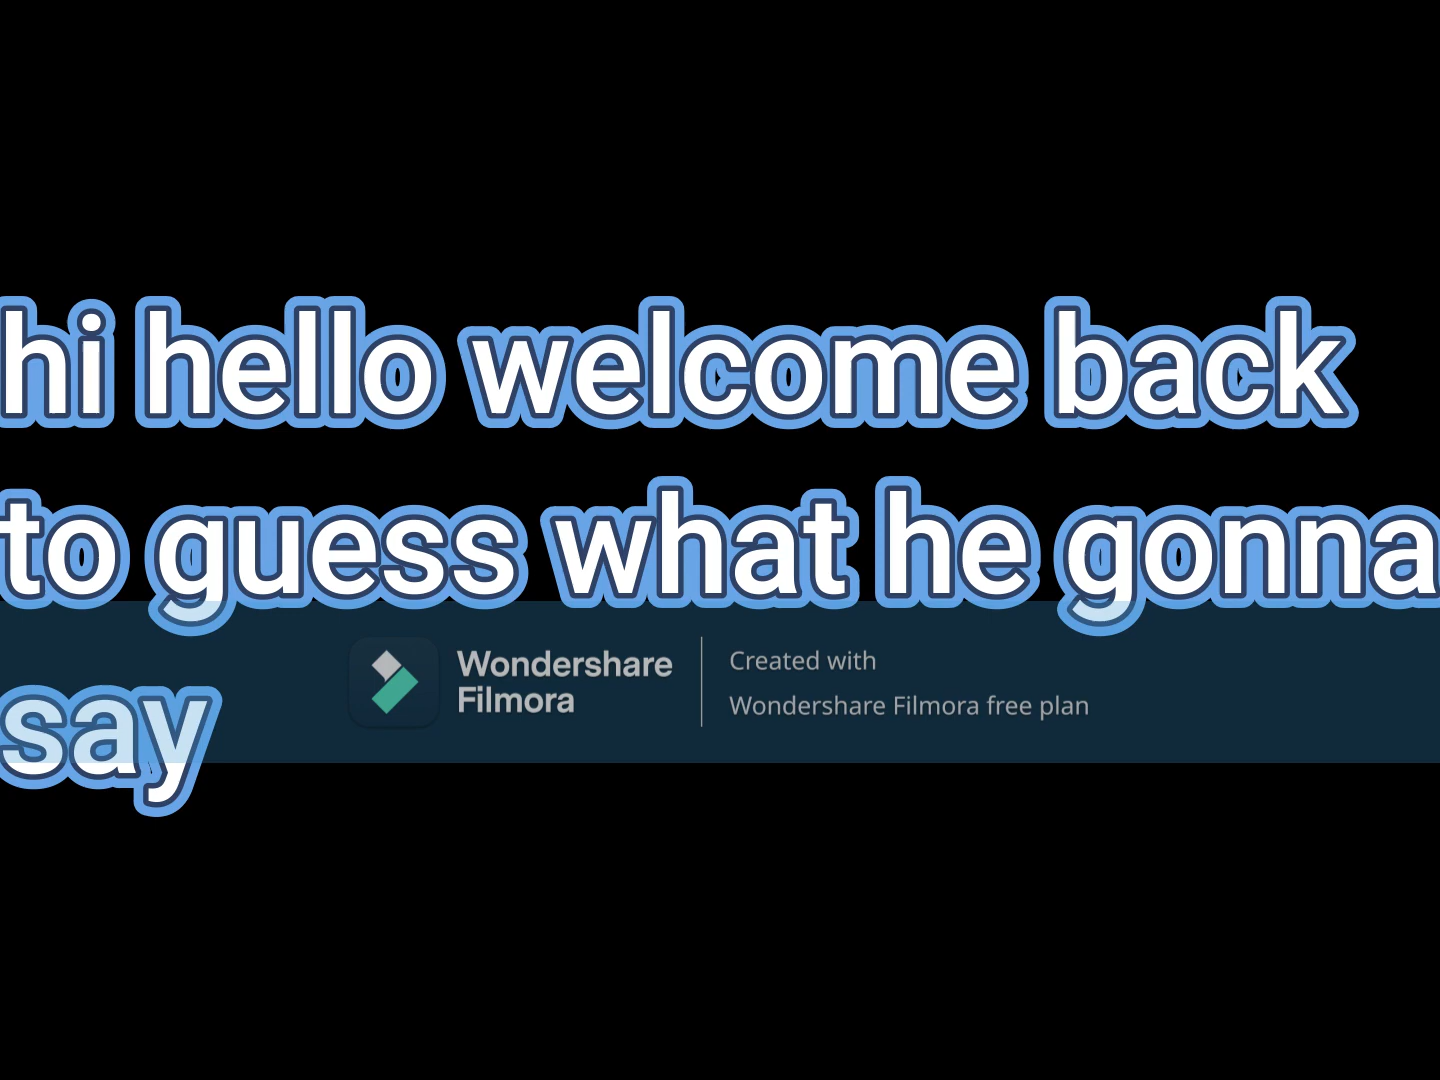 hi hello welcome back
to guess what he gonna
say
Wondershare
Filmora
Created with
Wondershare Filmora free plan